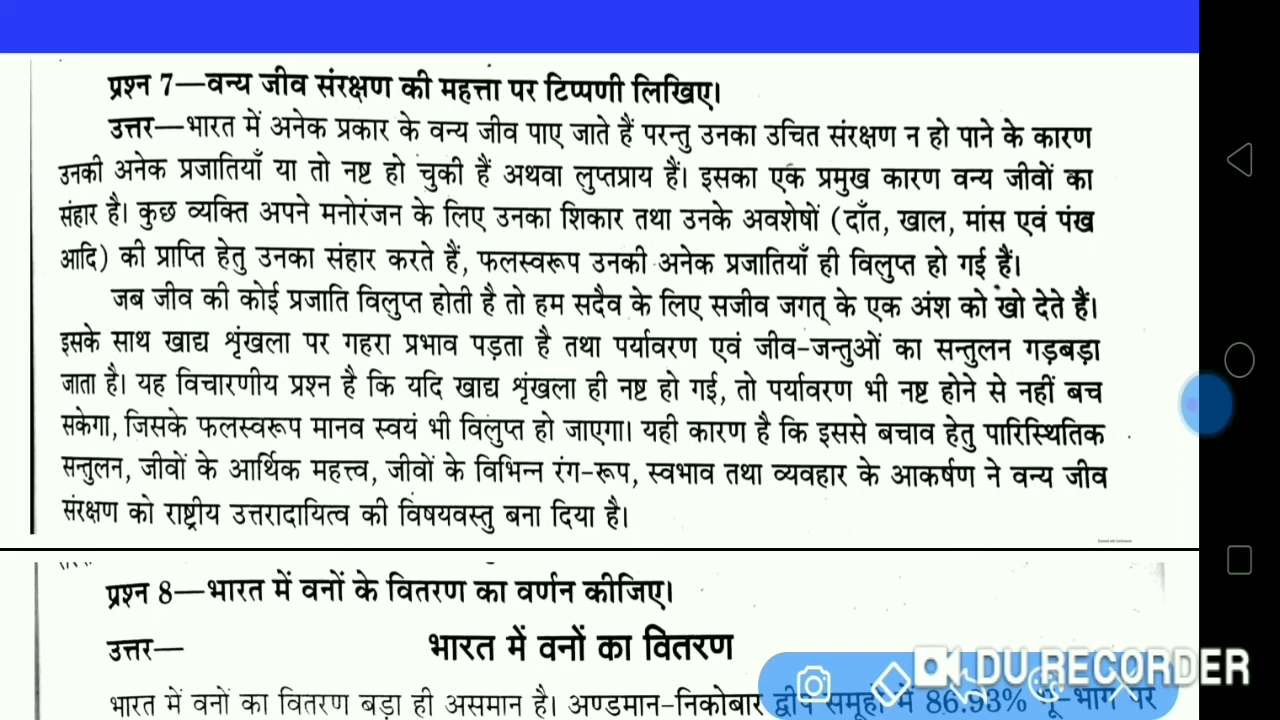 प्रश्न 7—वन्य जीव संरक्षण की महत्ता पर टिप्पणी लिखिए।
उत्तर—भारत में अनेक प्रकार के वन्य जीव पाए जाते हैं परन्तु उनका उचित संरक्षण न हो पाने के कारण
उनकी अनेक प्रजातियाँ या तो नष्ट हो चुकी हैं अथवा लुप्तप्राय हैं। इसका एक प्रमुख कारण वन्य जीवों का
संहार है। कुछ व्यक्ति अपने मनोरंजन के लिए उनका शिकार तथा उनके अवशेषों (दाँत, खाल, मांस एवं पंख
आदि) की प्राप्ति हेतु उनका संहार करते हैं, फलस्वरूप उनकी अनेक प्रजातियाँ ही विलुप्त हो गई हैं।
जब जीव की कोई प्रजाति विलुप्त होती है तो हम सदैव के लिए सजीव जगत् के एक अंश को खो देते हैं।
इसके साथ खाद्य शृंखला पर गहरा प्रभाव पड़ता है तथा पर्यावरण एवं जीव-जन्तुओं का सन्तुलन गड़बड़ा
जाता है। यह विचारणीय प्रश्न है कि यदि खाद्य शृंखला ही नष्ट हो गई, तो पर्यावरण भी नष्ट होने से नहीं बच
सकेगा, जिसके फलस्वरूप मानव स्वयं भी विलुप्त हो जाएगा। यही कारण है कि इससे बचाव हेतु पारिस्थितिक
सन्तुलन, जीवों के आर्थिक महत्त्व, जीवों के विभिन्न रंग-रूप, स्वभाव तथा व्यवहार के आकर्षण ने वन्य जीव
संरक्षण को राष्ट्रीय उत्तरादायित्व की विषयवस्तु बना दिया है।
प्रश्न 8—भारत में वनों के वितरण का वर्णन कीजिए।
उत्तर— भारत में वनों का वितरण
DU RECORDER
भारत में वनों का वितरण बड़ा ही असमान है। अण्डमान-निकोबार द्वीप समूहों में 86.93% भू-भाग पर